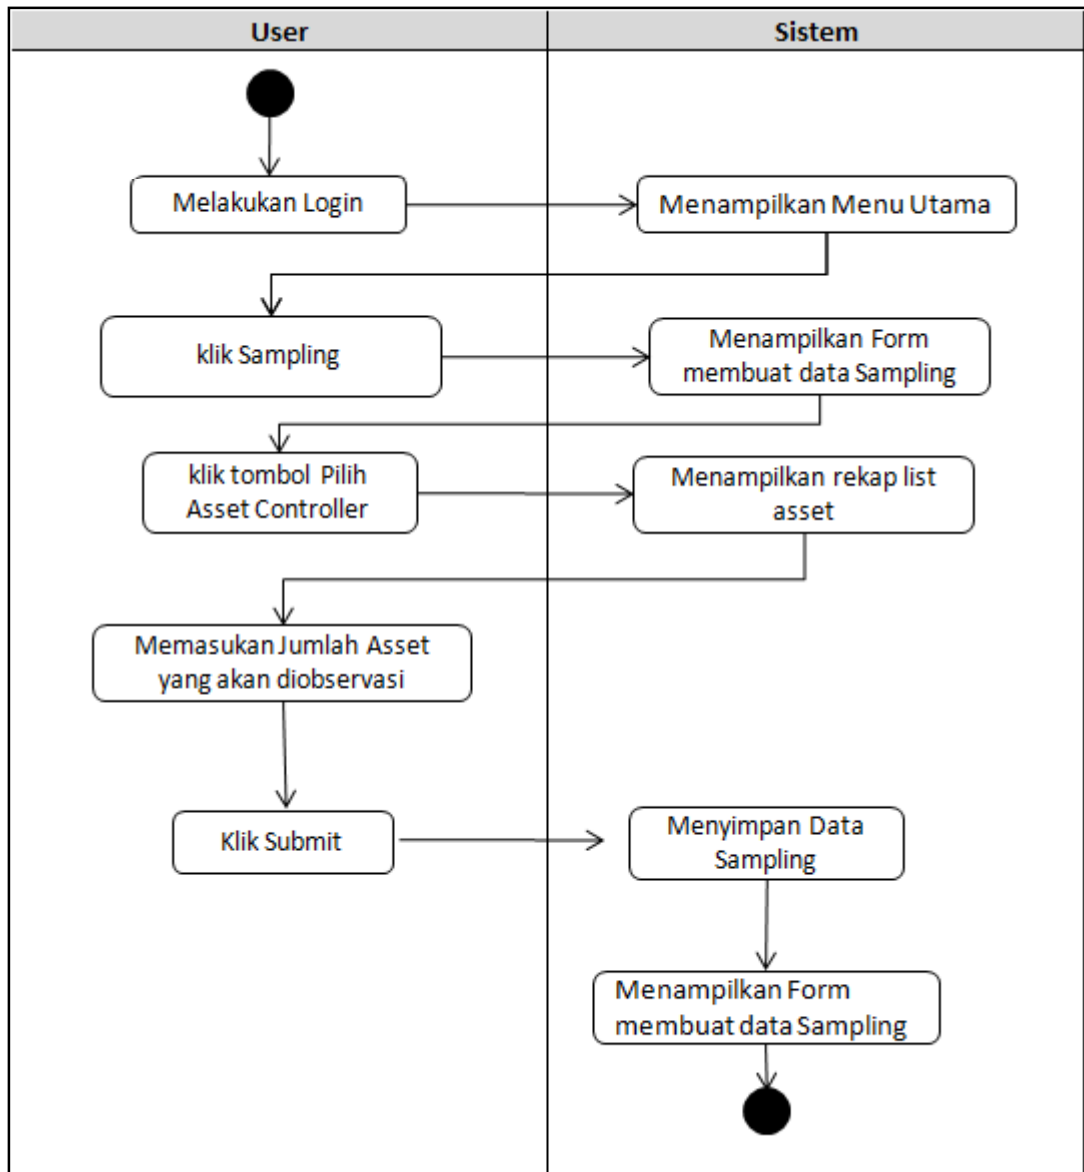 User
Sistem
Melakukan Login
Menampilkan Menu Utama
klik Sampling
Menampilkan Form
membuat data Sampling
klik tombol Pilih
Asset Controller
Menampilkan rekap list
asset
Memasukan Jumlah Asset
yang akan diobservasi
Klik Submit
Menyimpan Data
Sampling
Menampilkan Form
membuat data Sampling